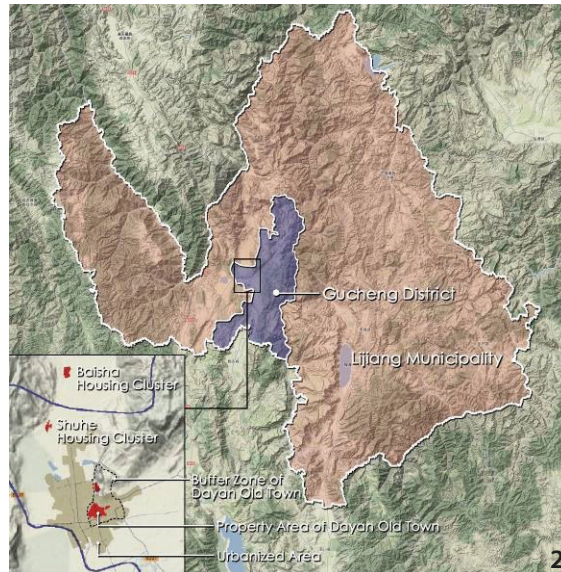 Gucheng District
Lijiang Municipality
Baisha
Housing Cluster
Shuhe
Housing Cluster
Buffer Zone of
Dayan Old Town
Property Area of Dayan Old Town
Urbanized Area
2